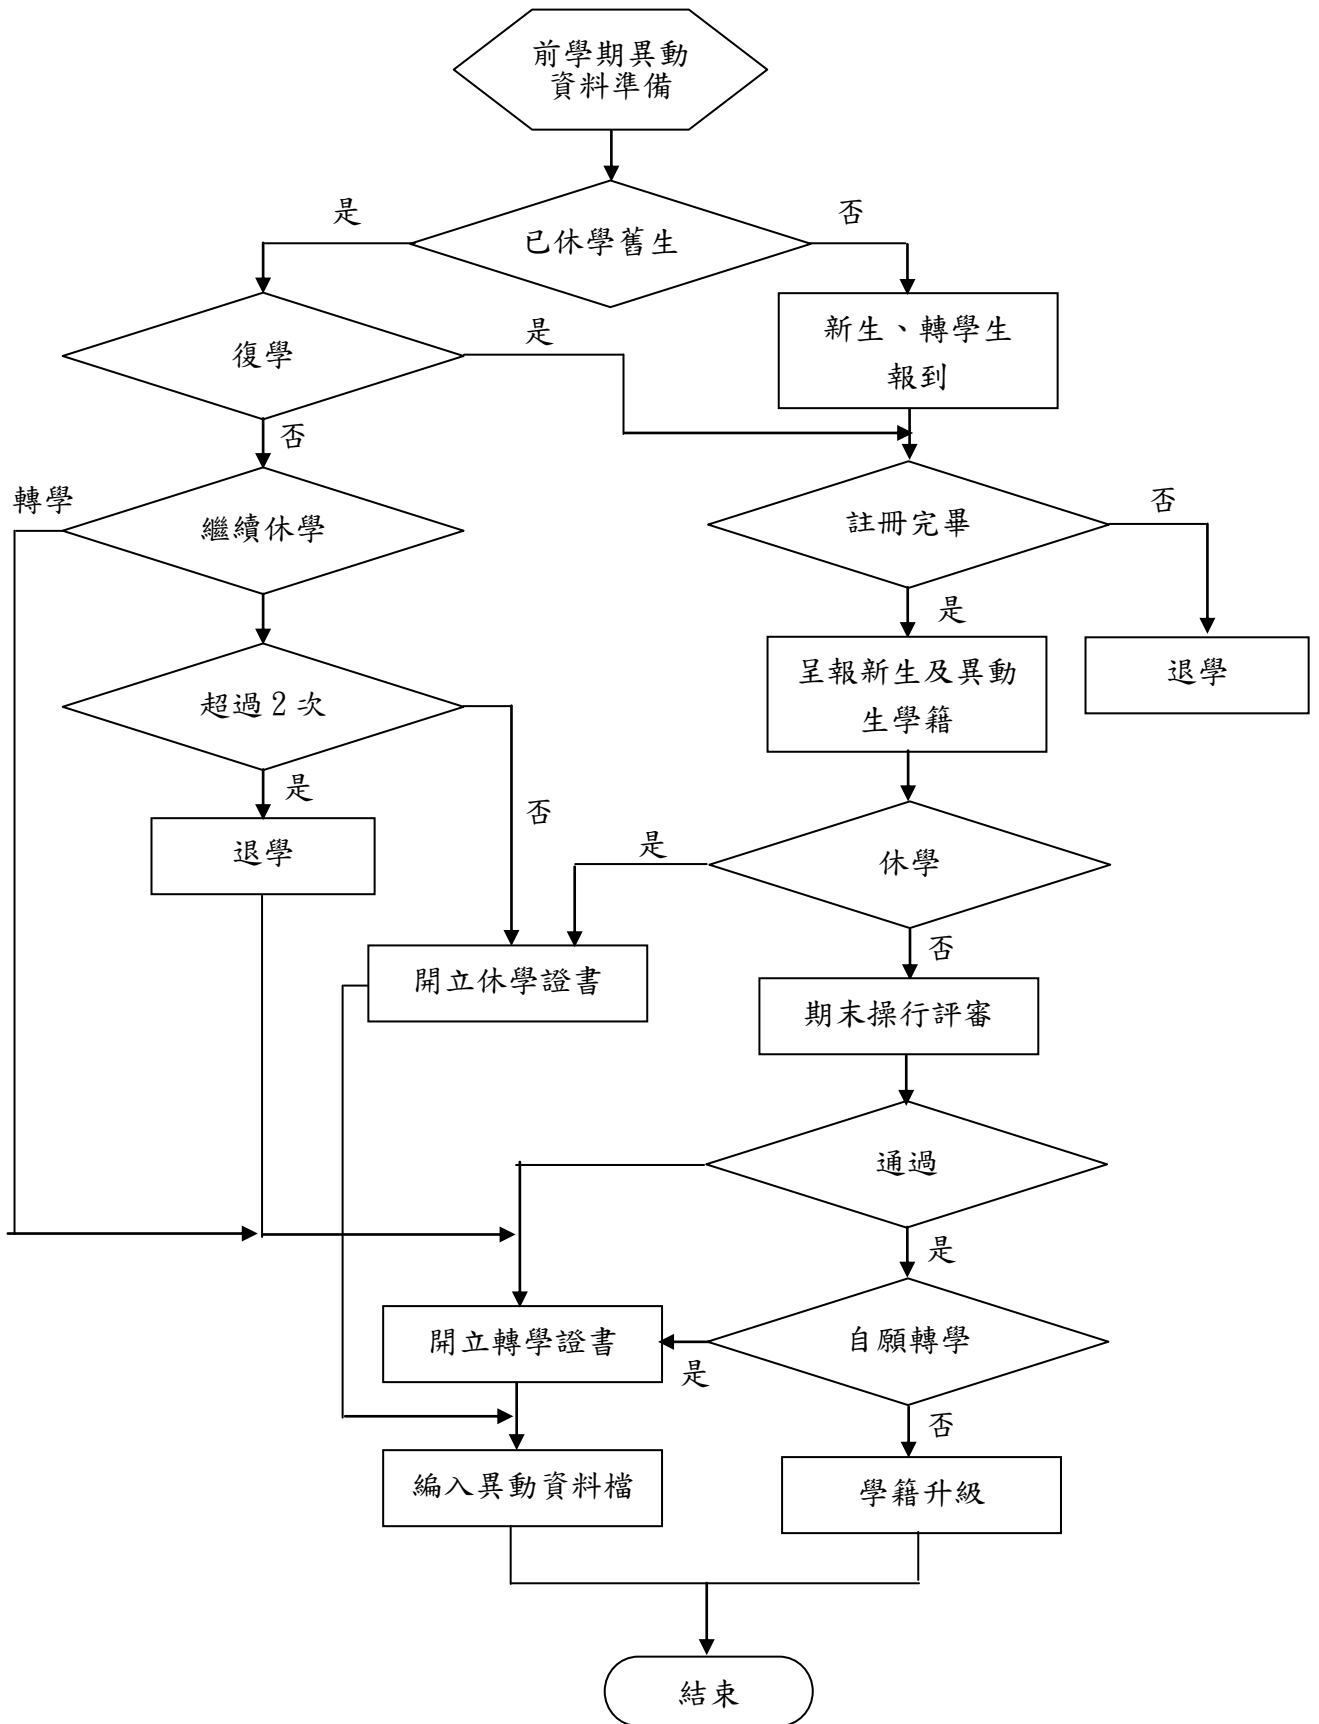 前學期異動
資料準備
是
否
已休學舊生
新生、轉學生
報到
復學
是
否
轉學
繼續休學
註冊完畢
否
是
呈報新生及異動
生學籍
退學
超過2次
是
否
退學
是
休學
否
開立休學證書
期末操行評審
通過
是
開立轉學證書
自願轉學
是
否
編入異動資料檔
學籍升級
結束